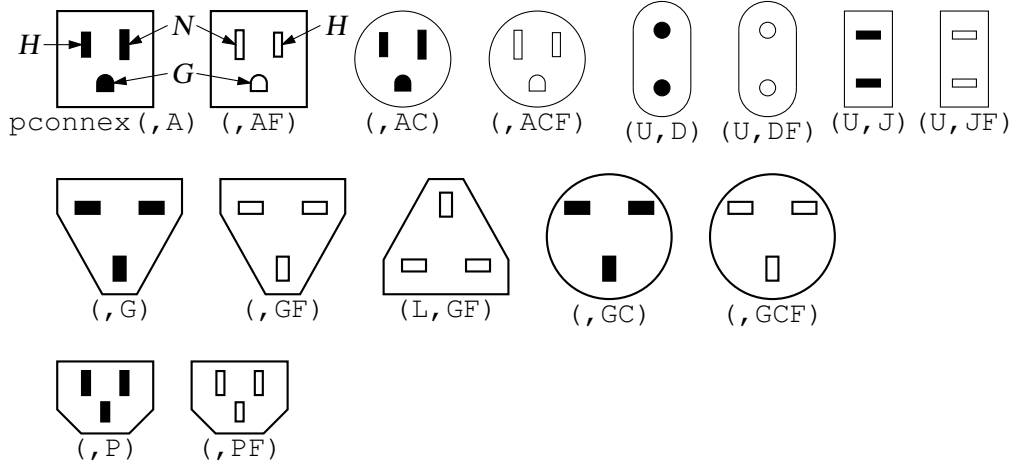 H N H
G
pconnex(,A) (,AF) (,AC) (,ACF) (U,D) (U,DF) (U,J) (U,JF)
(,G) (,GF) (L,GF) (,GC) (,GCF)
(,P) (,PF)